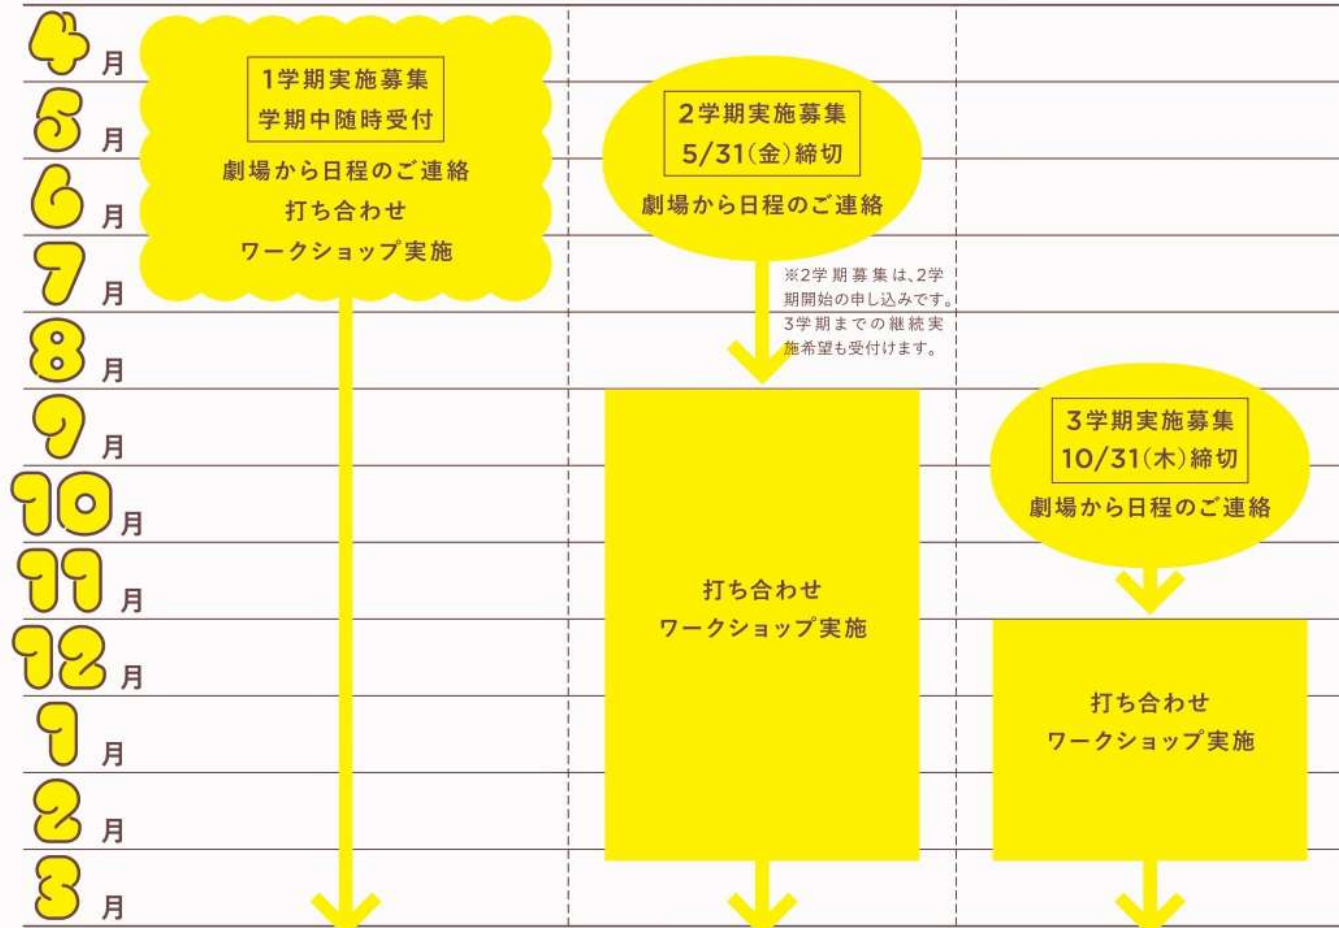 4月
5月
6月
7月
8月
9月
10月
11月
12月
1月
2月
3月
1学期実施募集
学期中随時受付
劇場から日程のご連絡
打ち合わせ
ワークショップ実施
2学期実施募集
5/31(金)締切
劇場から日程のご連絡
※2学期募集は、2学
期開始の申し込みです。
3学期までの継続実
施希望も受付けます。
打ち合わせ
ワークショップ実施
3学期実施募集
10/31(木)締切
劇場から日程のご連絡
打ち合わせ
ワークショップ実施